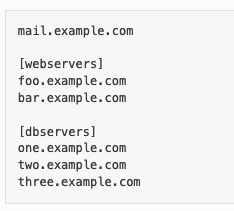 mail.example.com

[webservers]
foo.example.com
bar.example.com

[dbservers]
one.example.com
two.example.com
three.example.com